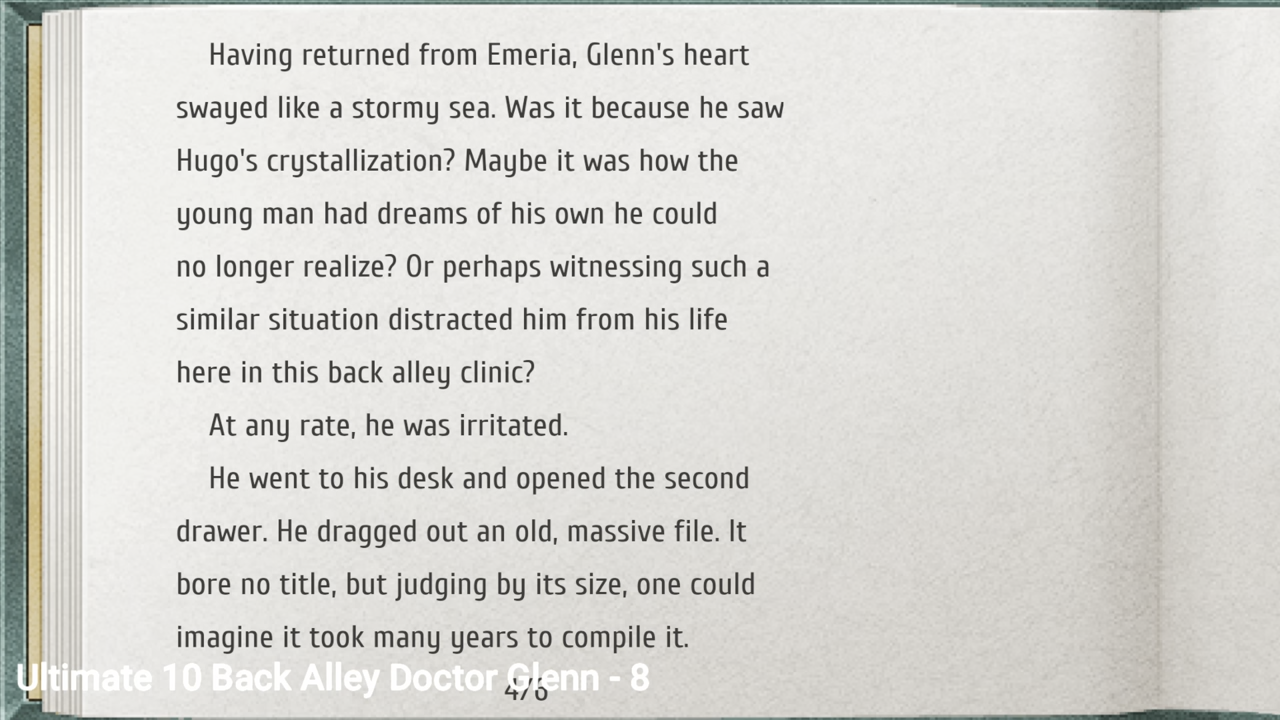 Having returned from Emeria, Glenn's heart
swayed like a stormy sea. Was it because he saw
Hugo's crystallization? Maybe it was how the
young man had dreams of his own he could
no longer realize? Or perhaps witnessing such a
similar situation distracted him from his life
here in this back alley clinic?
At any rate, he was irritated.
He went to his desk and opened the second
drawer. He dragged out an old, massive file. It
bore no title, but judging by its size, one could
imagine it took many years to compile it.
Ultimate 10 Back Alley Doctor Glenn - 8
4/6